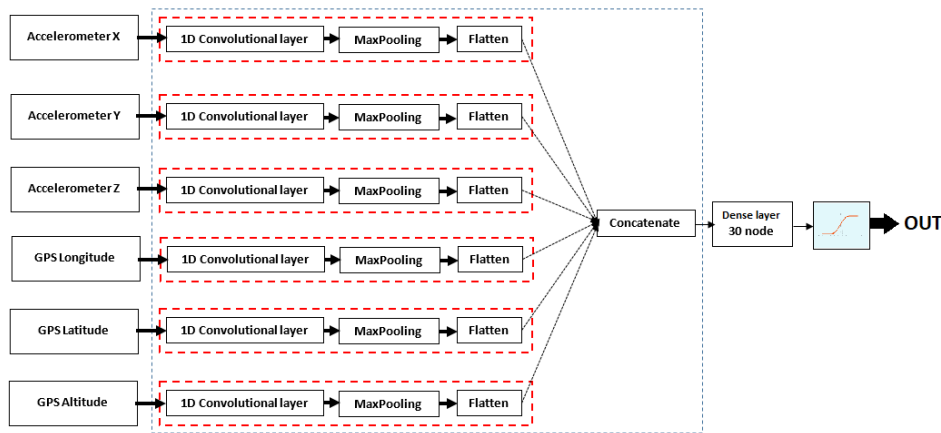 Accelerometer X
1D Convolutional layer
MaxPooling
Flatten
Accelerometer Y
1D Convolutional layer
MaxPooling
Flatten
Accelerometer Z
1D Convolutional layer
MaxPooling
Flatten
GPS Longitude
1D Convolutional layer
MaxPooling
Flatten
GPS Latitude
1D Convolutional layer
MaxPooling
Flatten
GPS Altitude
1D Convolutional layer
MaxPooling
Flatten
Concatenate
Dense layer
30 node
OUT